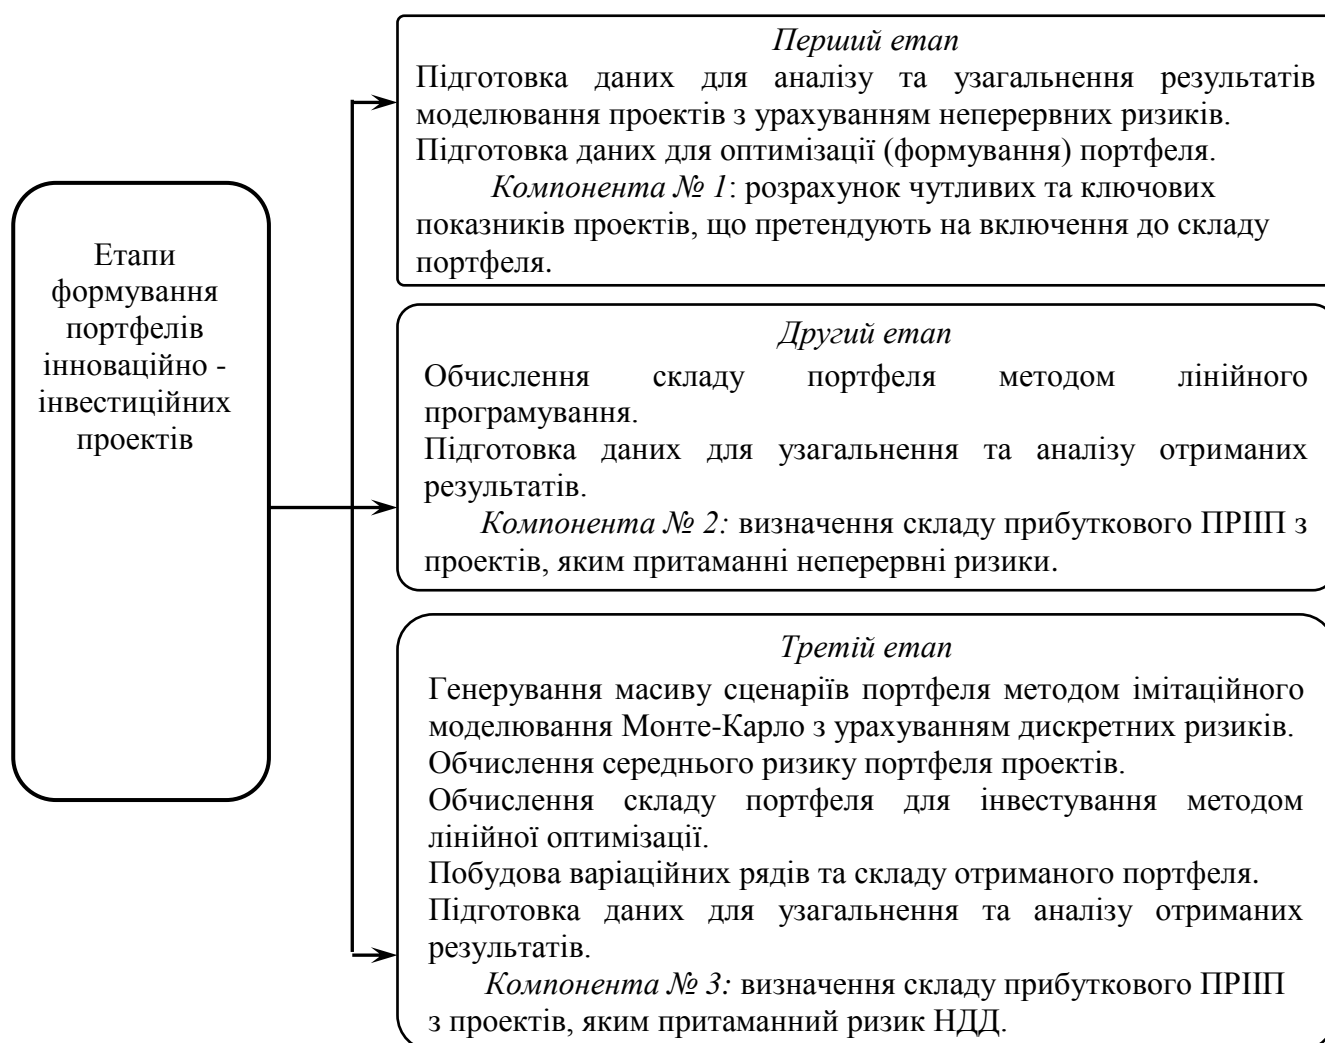 Етапи
формування
портфелів
інноваційно -
інвестиційних
проектів
Перший етап
Підготовка даних для аналізу та узагальнення результатів
моделювання проектів з урахуванням неперервних ризиків.
Підготовка даних для оптимізації (формування) портфеля.
Компонента № 1: розрахунок чутливих та ключових
показників проектів, що претендують на включення до складу
портфеля.
Другий етап
Обчислення складу портфеля методом лінійного
програмування.
Підготовка даних для узагальнення та аналізу отриманих
результатів.
Компонента № 2: визначення складу прибуткового ПРІІП з
проектів, яким притаманні неперервні ризики.
Третій етап
Генерування масиву сценаріїв портфеля методом імітаційного
моделювання Монте-Карло з урахуванням дискретних ризиків.
Обчислення середнього ризику портфеля проектів.
Обчислення складу портфеля для інвестування методом
лінійної оптимізації.
Побудова варіаційних рядів та складу отриманого портфеля.
Підготовка даних для узагальнення та аналізу отриманих
результатів.
Компонента № 3: визначення складу прибуткового ПРІІП
з проектів, яким притаманний ризик НДД.